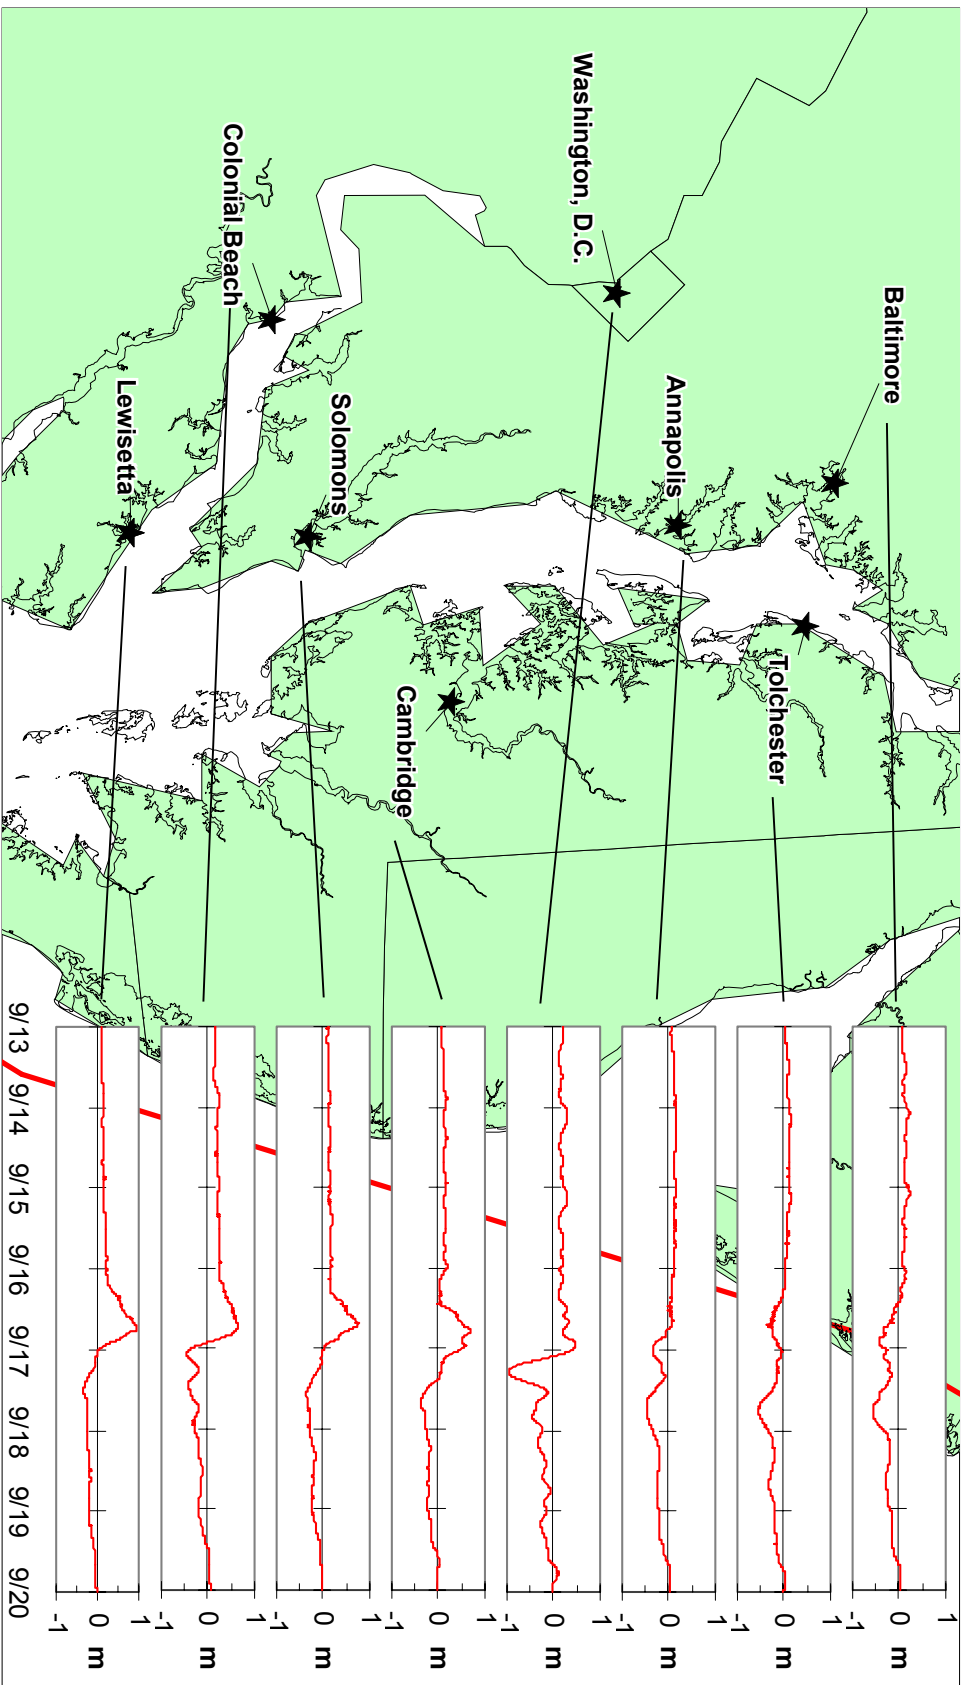 Baltimore
Annapolis
Tolchester
Washington, D.C.
Cambridge
Solomons
Colonial Beach
Lewisetta
1
0 m
-1
1
0 m
-1
1
0 m
-1
1
0 m
-1
1
0 m
-1
1
0 m
-1
1
0 m
-1
1
0 m
-1
9/13 9/14 9/15 9/16 9/17 9/18 9/19 9/20